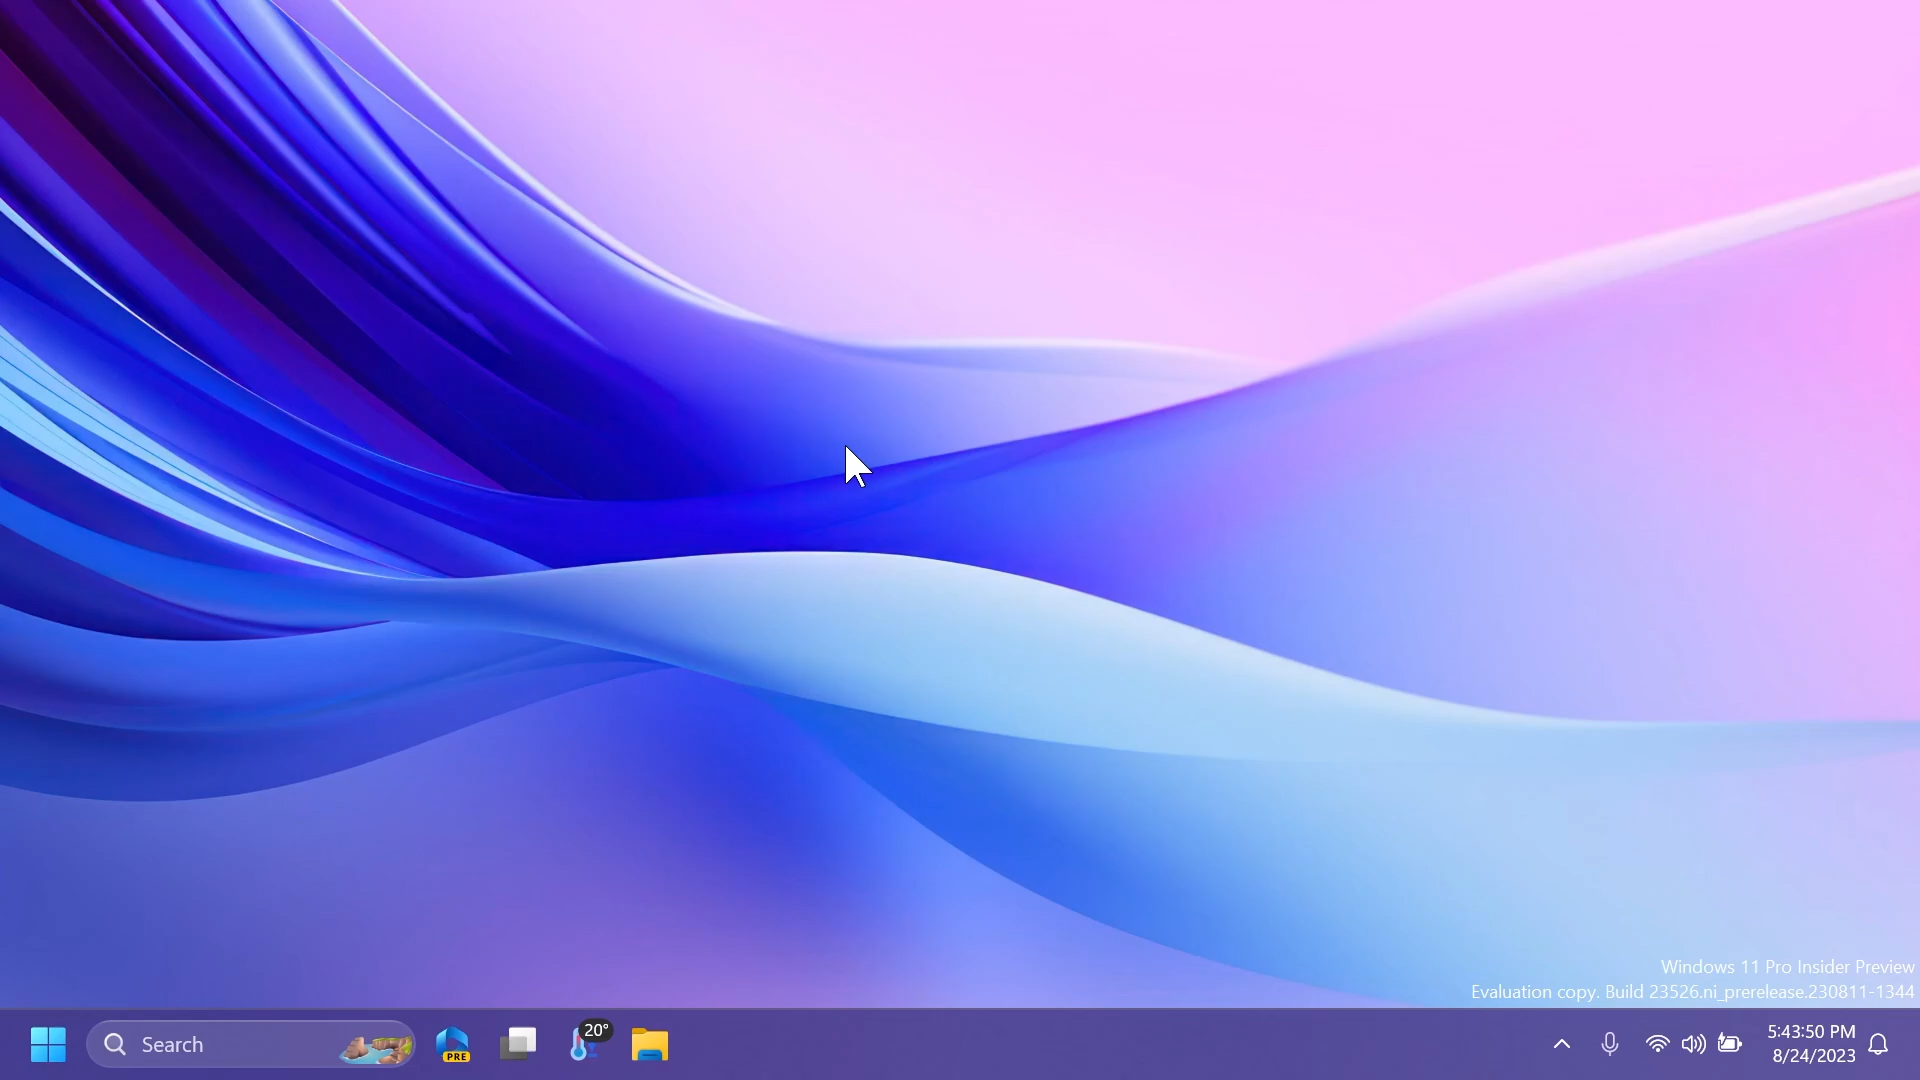 Windows 11 Pro Insider Preview
Evaluation copy. Build 23526.ni_prerelease.230811-1344
Search
PRE
20°
5:43:50 PM
8/24/2023